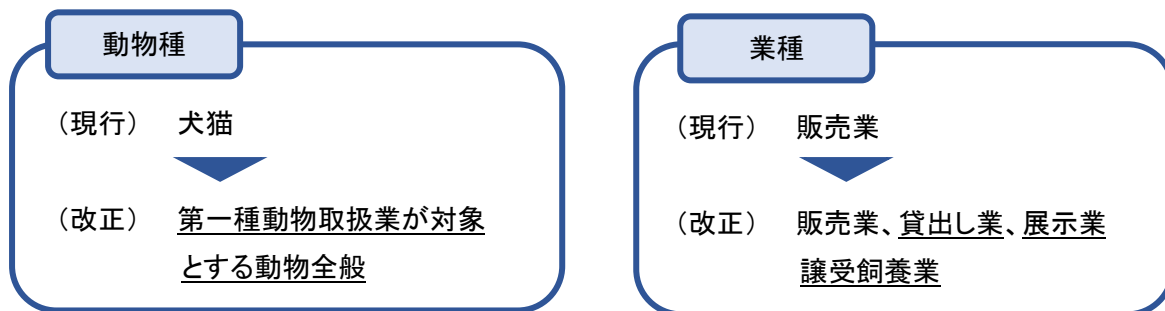 動物種
（現行）　犬猫
（改正）　第一種動物取扱業が対象
とする動物全般
業種
（現行）　販売業
（改正）　販売業、貸出し業、展示業
譲受飼養業